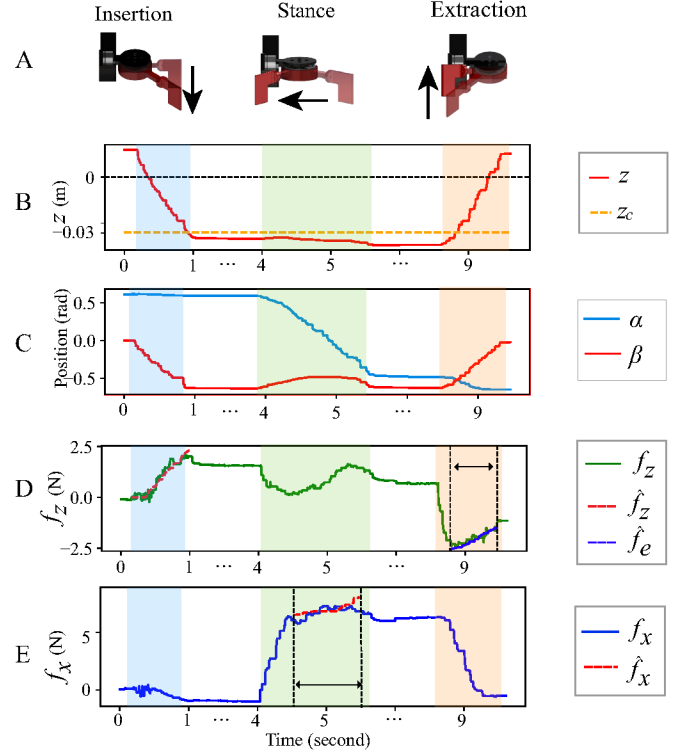 Insertion Stance Extraction
A
B
−z (m)
0
−0.03
0 1 ··· 4 5 ··· 9
z
z_c
C
Position (rad)
0.5
0.0
−0.5
0 1 ··· 4 5 ··· 9
α
β
D
f_z (N)
2.5
0.0
−2.5
0 1 ··· 4 5 ··· 9
f_z
f̂_z
f̂_e
E
f_x (N)
5
0
0 1 ··· 4 5 ··· 9
Time (second)
f_x
f̂_x